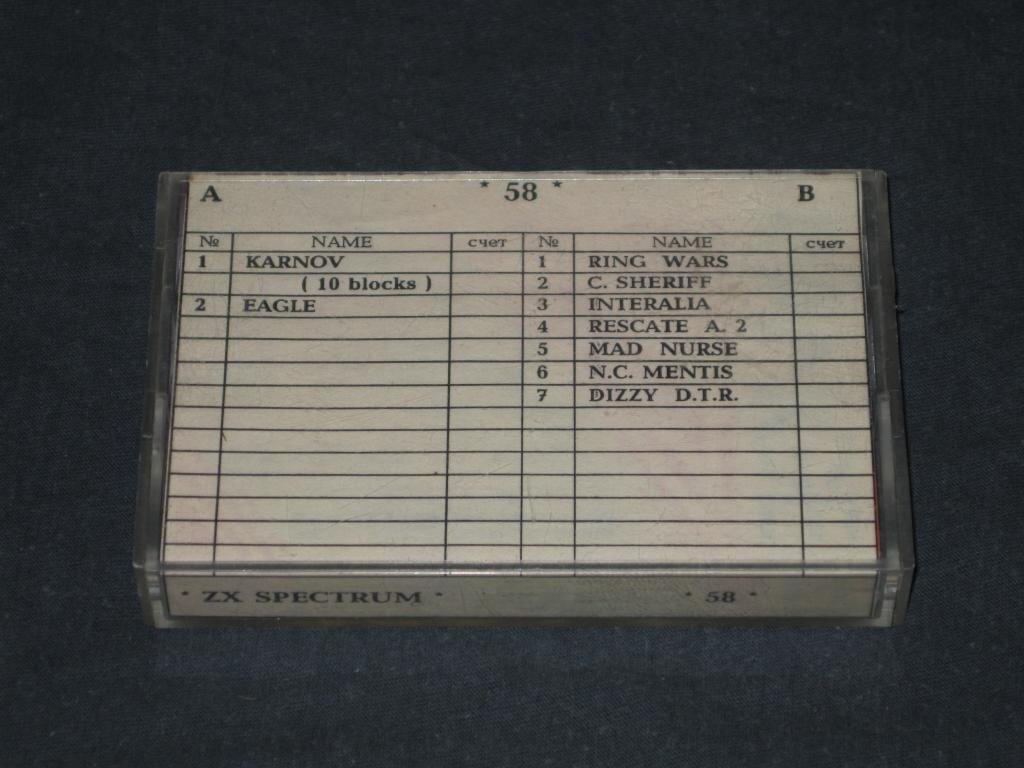 A * 58 * B
№ NAME счет № NAME счет
1 KARNOV 1 RING WARS
( 10 blocks ) 2 C. SHERIFF
2 EAGLE 3 INTERALIA
4 RESCATE A. 2
5 MAD NURSE
6 N.C. MENTIS
7 DIZZY D.T.R.
* ZX SPECTRUM * * 58 *